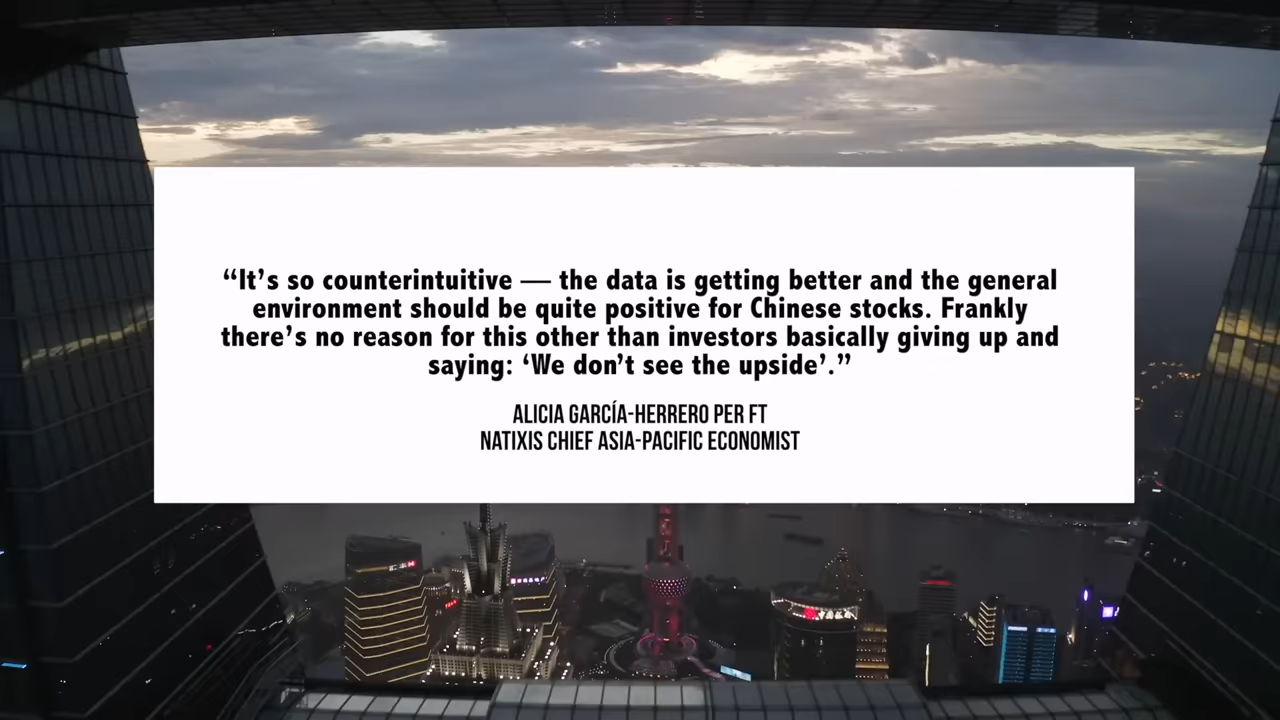 “It’s so counterintuitive — the data is getting better and the general
environment should be quite positive for Chinese stocks. Frankly
there’s no reason for this other than investors basically giving up and
saying: ‘We don’t see the upside’.”
ALICIA GARCÍA-HERRERO PER FT
NATIXIS CHIEF ASIA-PACIFIC ECONOMIST